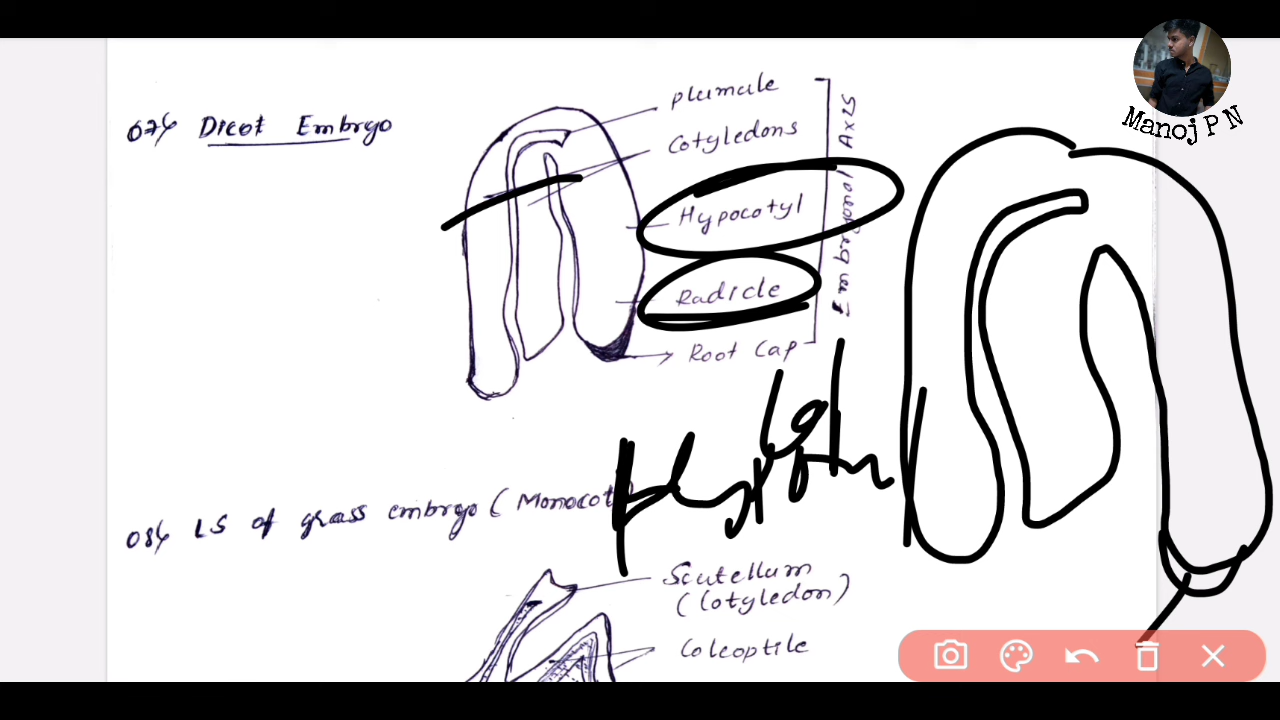 07) Dicot Embryo
plumule
Cotyledons
Hypocotyl
Radicle
Root Cap
Embryonal Axis
Manoj P N
08) LS of grass embryo (Monocot)
Scutellum
(Cotyledon)
Coleoptile